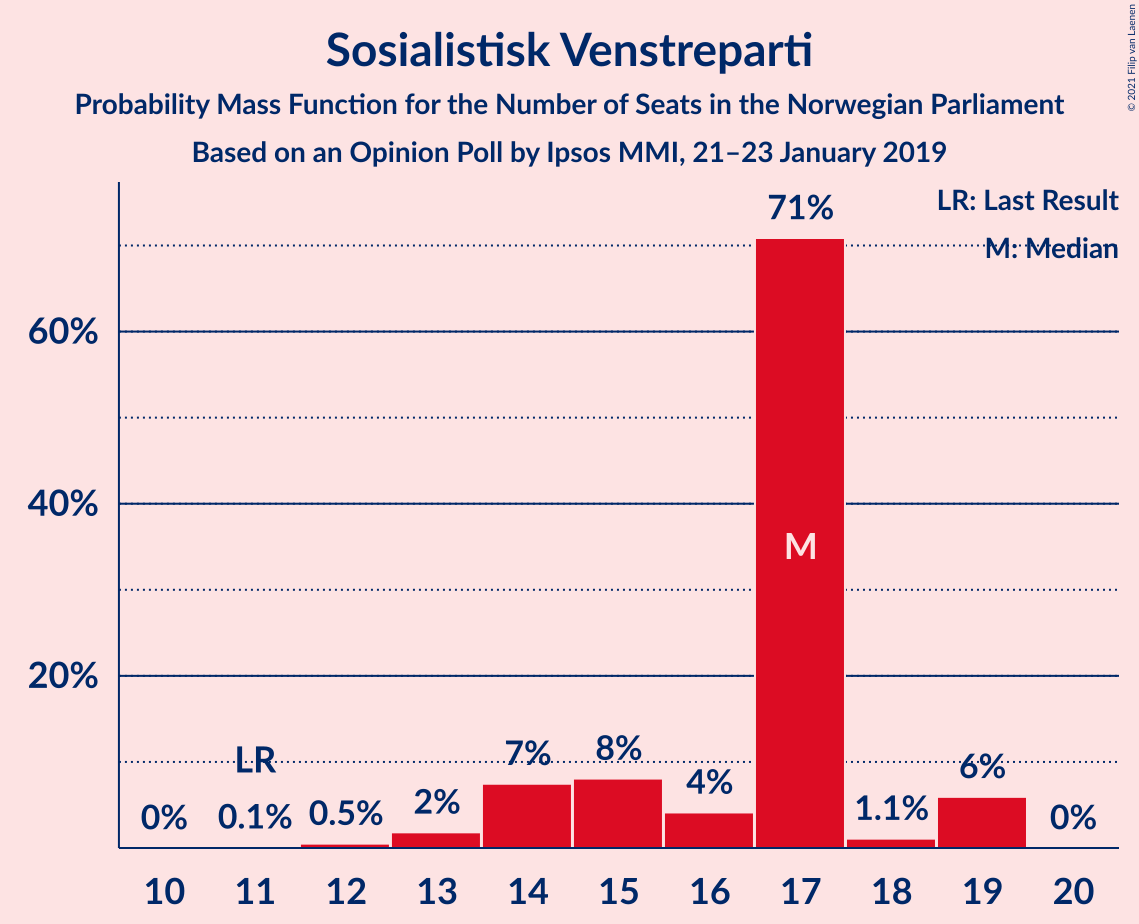 Sosialistisk Venstreparti
Probability Mass Function for the Number of Seats in the Norwegian Parliament
Based on an Opinion Poll by Ipsos MMI, 21–23 January 2019
© 2021 Filip van Laenen
LR: Last Result
M: Median
71%
60%
40%
20%
M
LR
0%
0.1%
0.5%
2%
7%
8%
4%
1.1%
6%
0%
10 11 12 13 14 15 16 17 18 19 20